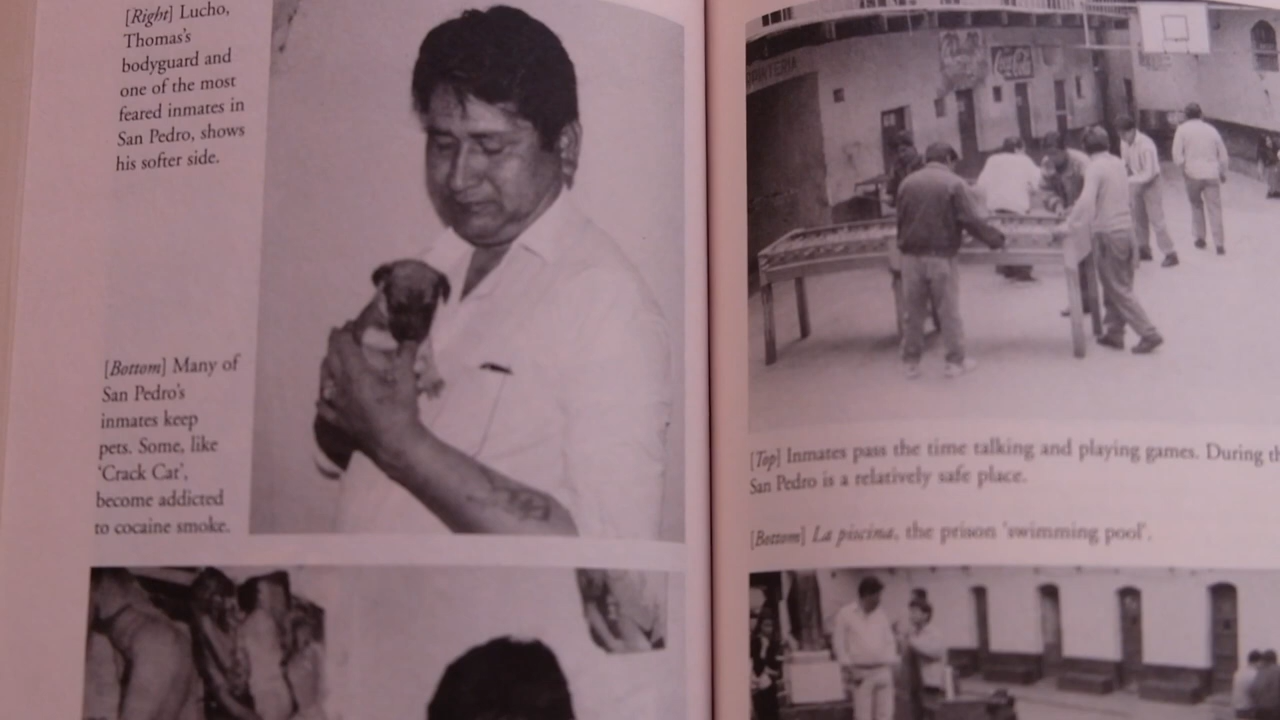 [Right] Lucho,
Thomas's
bodyguard and
one of the most
feared inmates in
San Pedro, shows
his softer side.
[Bottom] Many of
San Pedro's
inmates keep
pets. Some, like
'Crack Cat',
become addicted
to cocaine smoke.
Coca-Cola
[Top] Inmates pass the time talking and playing games. During th
San Pedro is a relatively safe place.
[Bottom] La piscina, the prison 'swimming pool'.